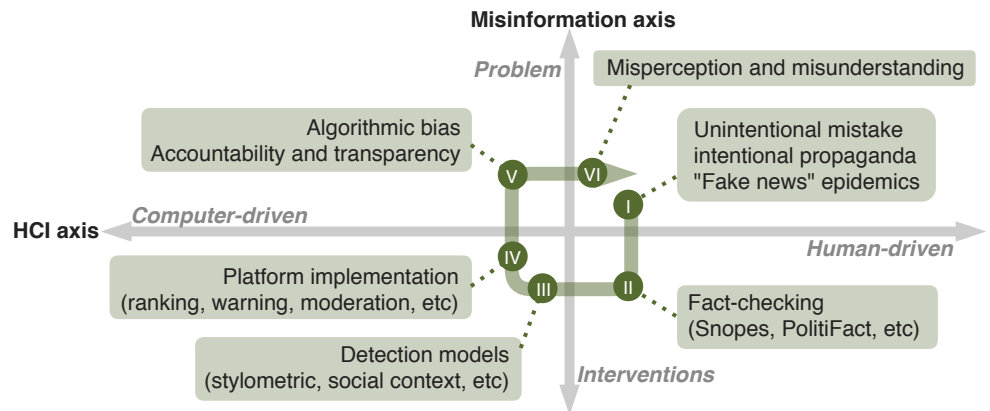 Misinformation axis
Problem
Misperception and misunderstanding
Algorithmic bias
Accountability and transparency
Unintentional mistake
intentional propaganda
"Fake news" epidemics
V
VI
I
HCI axis
Computer-driven
Human-driven
IV
III
II
Platform implementation
(ranking, warning, moderation, etc)
Fact-checking
(Snopes, PolitiFact, etc)
Detection models
(stylometric, social context, etc)
Interventions